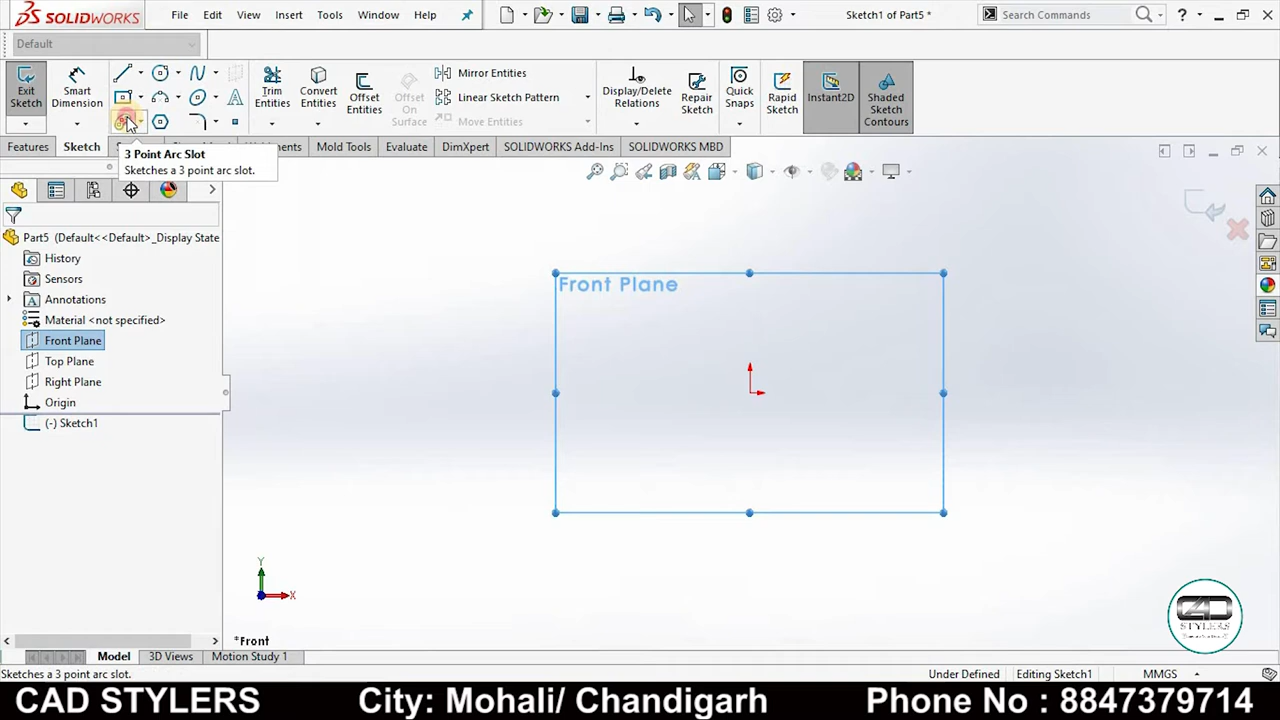 SOLIDWORKS
File Edit View Insert Tools Window Help
Sketch1 of Part5 *
Search Commands
?
Default
Exit Sketch
Smart Dimension
Trim Entities
Convert Entities
Offset Entities
Offset On Surface
Mirror Entities
Linear Sketch Pattern
Move Entities
Display/Delete Relations
Repair Sketch
Quick Snaps
Rapid Sketch
Instant2D
Shaded Sketch Contours
Features Sketch Mold Tools Evaluate DimXpert SOLIDWORKS Add-Ins SOLIDWORKS MBD
3 Point Arc Slot
Sketches a 3 point arc slot.
Part5 (Default<<Default>_Display State
History
Sensors
Annotations
Material <not specified>
Front Plane
Top Plane
Right Plane
Origin
(-) Sketch1
Front Plane
Y
X
*Front
STYLERS
Model 3D Views Motion Study 1
Sketches a 3 point arc slot.
Under Defined Editing Sketch1 MMGS
CAD STYLERS City: Mohali/ Chandigarh Phone No : 8847379714